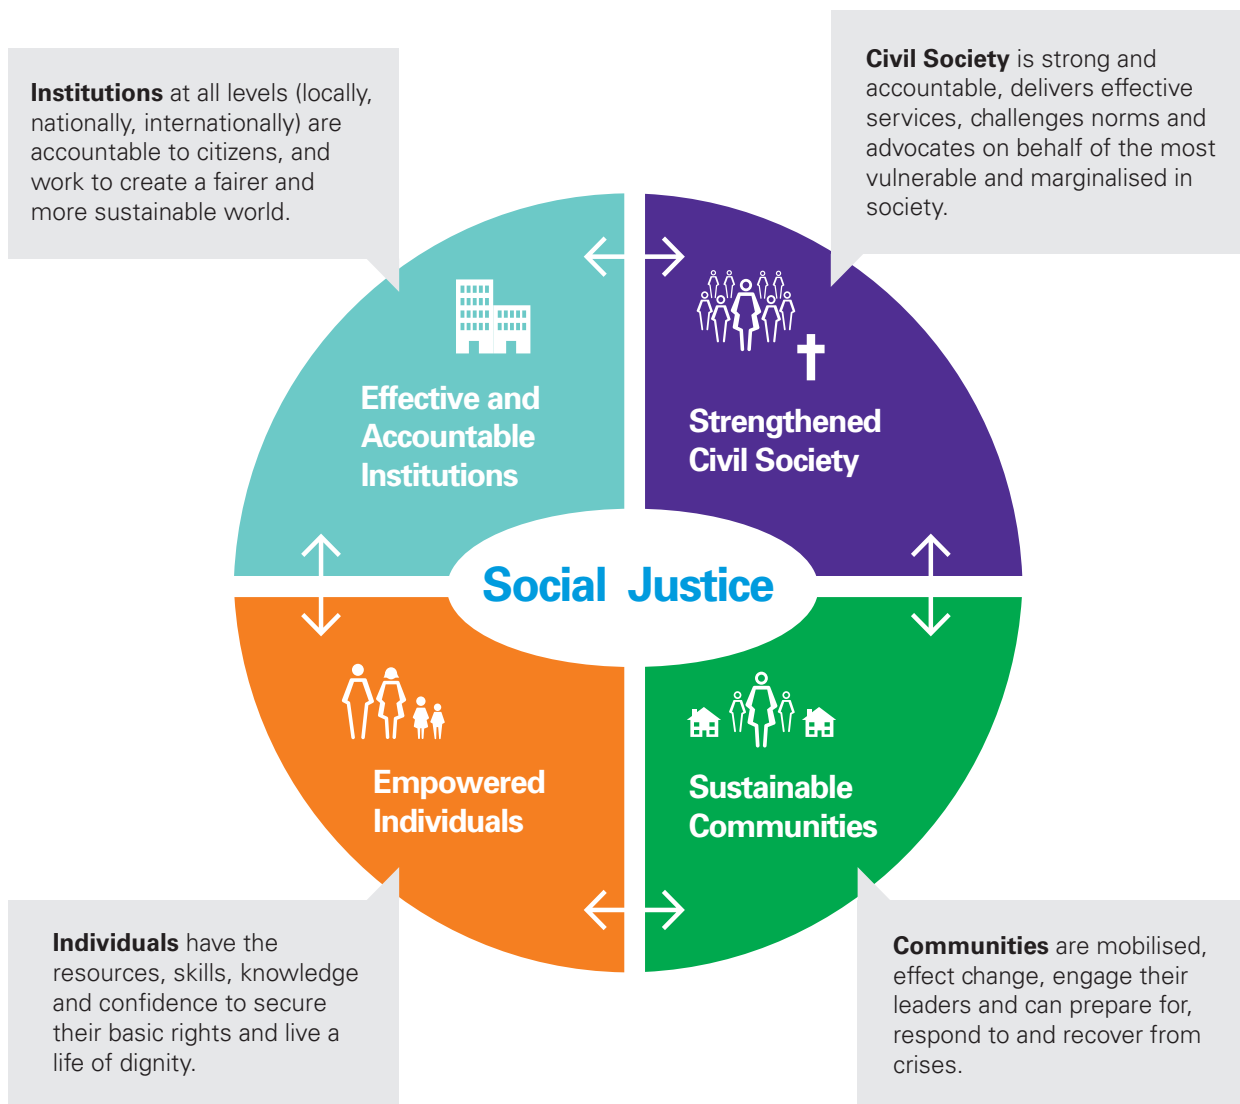 Institutions at all levels (locally,
nationally, internationally) are
accountable to citizens, and
work to create a fairer and
more sustainable world.
Civil Society is strong and
accountable, delivers effective
services, challenges norms and
advocates on behalf of the most
vulnerable and marginalised in
society.
Effective and
Accountable
Institutions
Strengthened
Civil Society
Social Justice
Empowered
Individuals
Sustainable
Communities
Individuals have the
resources, skills, knowledge
and confidence to secure
their basic rights and live a
life of dignity.
Communities are mobilised,
effect change, engage their
leaders and can prepare for,
respond to and recover from
crises.